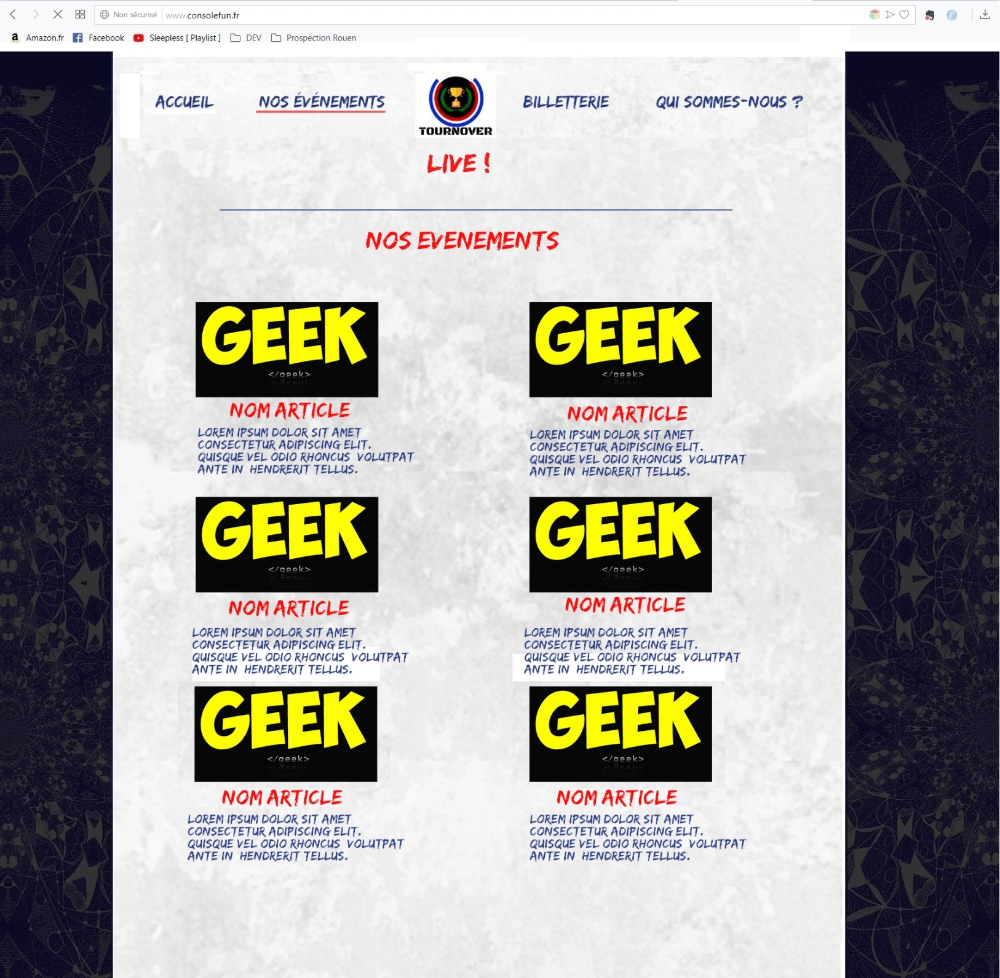 Non sécurisé www.consolefun.fr
Amazon.fr Facebook Sleepless [ Playlist ] DEV Prospection Rouen
ACCUEIL NOS ÉVÉNEMENTS BILLETTERIE QUI SOMMES-NOUS ?
TOURNOVER
LIVE !
NOS EVENEMENTS
GEEK
</geek>
NOM ARTICLE
LOREM IPSUM DOLOR SIT AMET
CONSECTETUR ADIPISCING ELIT.
QUISQUE VEL ODIO RHONCUS VOLUTPAT
ANTE IN HENDRERIT TELLUS.
GEEK
</geek>
NOM ARTICLE
LOREM IPSUM DOLOR SIT AMET
CONSECTETUR ADIPISCING ELIT.
QUISQUE VEL ODIO RHONCUS VOLUTPAT
ANTE IN HENDRERIT TELLUS.
GEEK
</geek>
NOM ARTICLE
LOREM IPSUM DOLOR SIT AMET
CONSECTETUR ADIPISCING ELIT.
QUISQUE VEL ODIO RHONCUS VOLUTPAT
ANTE IN HENDRERIT TELLUS.
GEEK
</geek>
NOM ARTICLE
LOREM IPSUM DOLOR SIT AMET
CONSECTETUR ADIPISCING ELIT.
QUISQUE VEL ODIO RHONCUS VOLUTPAT
ANTE IN HENDRERIT TELLUS.
GEEK
</geek>
NOM ARTICLE
LOREM IPSUM DOLOR SIT AMET
CONSECTETUR ADIPISCING ELIT.
QUISQUE VEL ODIO RHONCUS VOLUTPAT
ANTE IN HENDRERIT TELLUS.
GEEK
</geek>
NOM ARTICLE
LOREM IPSUM DOLOR SIT AMET
CONSECTETUR ADIPISCING ELIT.
QUISQUE VEL ODIO RHONCUS VOLUTPAT
ANTE IN HENDRERIT TELLUS.